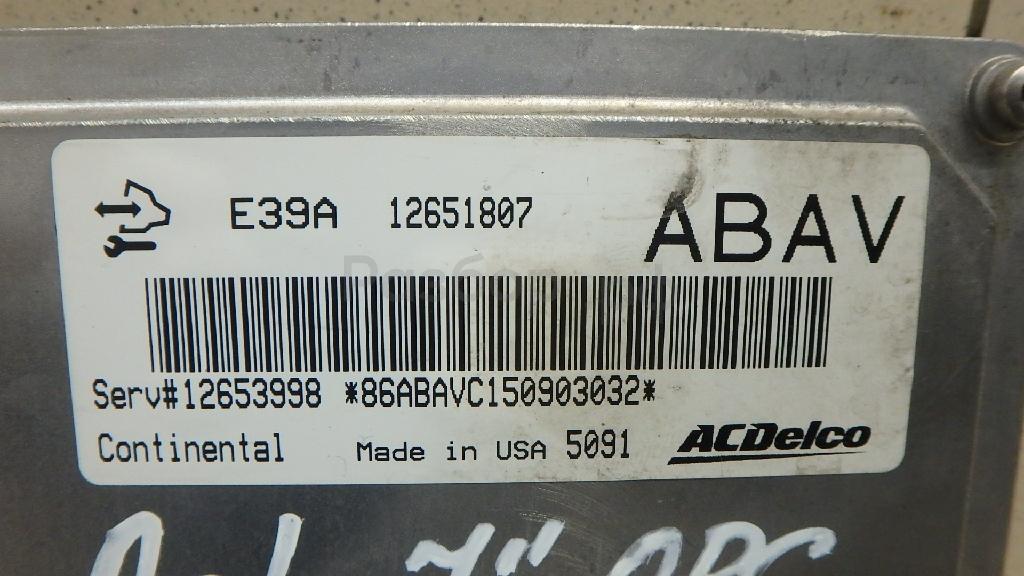 E39A 12651807 ABAV
Serv#12653998 *86ABAVC150903032*
Continental Made in USA 5091 ACDelco